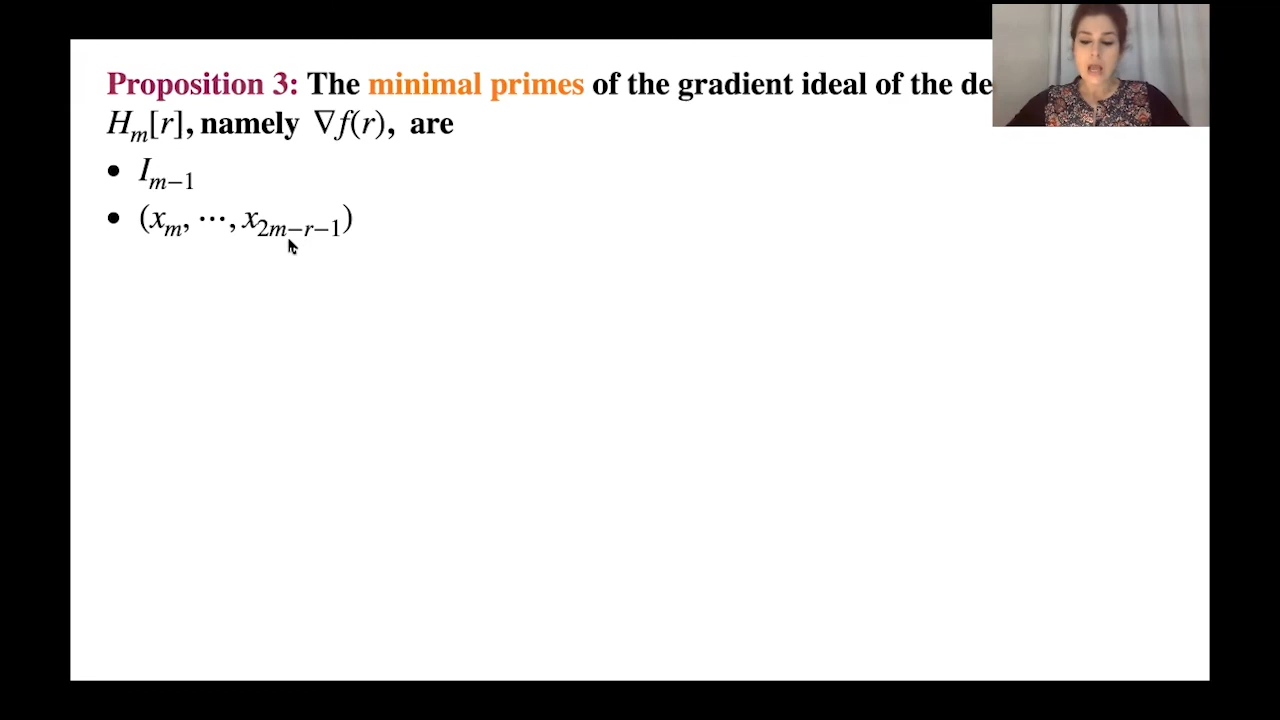 Proposition 3: The minimal primes of the gradient ideal of the
H_m[r], namely ∇f(r), are
• I_{m−1}
• (x_m, ⋯, x_{2m−r−1})